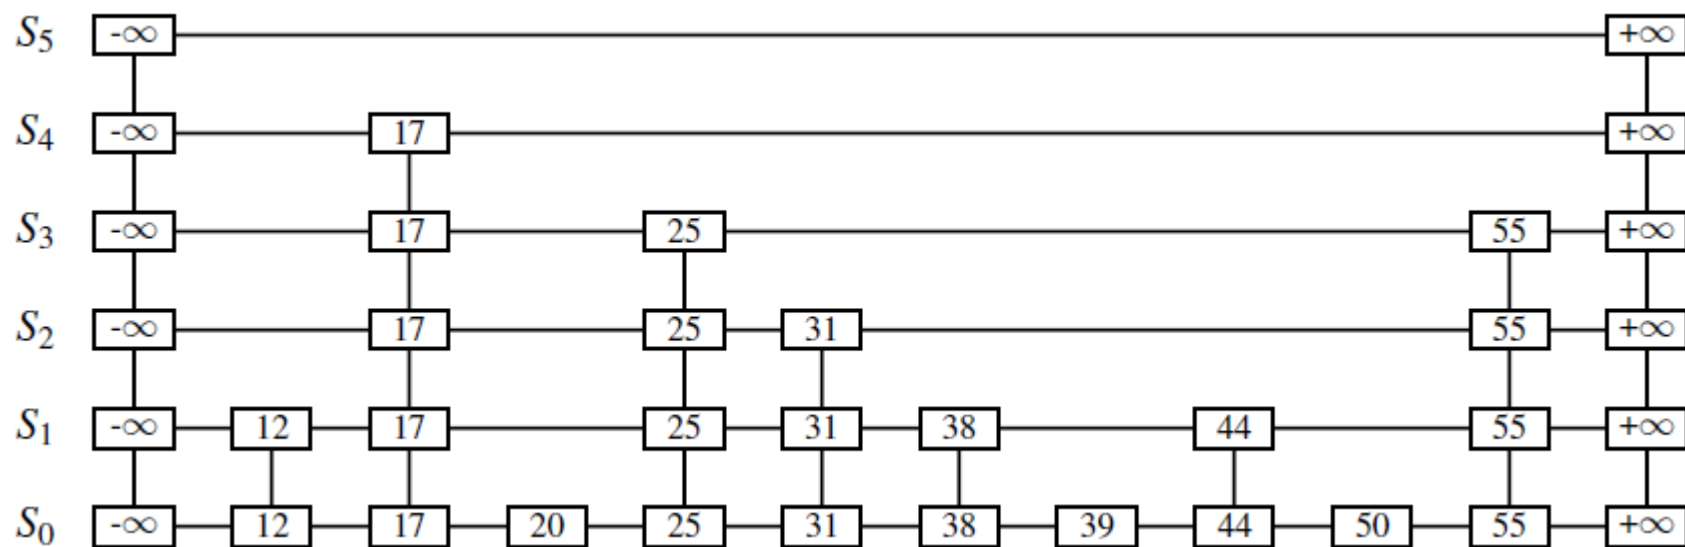 S5 -∞ +∞
S4 -∞ 17 +∞
S3 -∞ 17 25 55 +∞
S2 -∞ 17 25 31 55 +∞
S1 -∞ 12 17 25 31 38 44 55 +∞
S0 -∞ 12 17 20 25 31 38 39 44 50 55 +∞